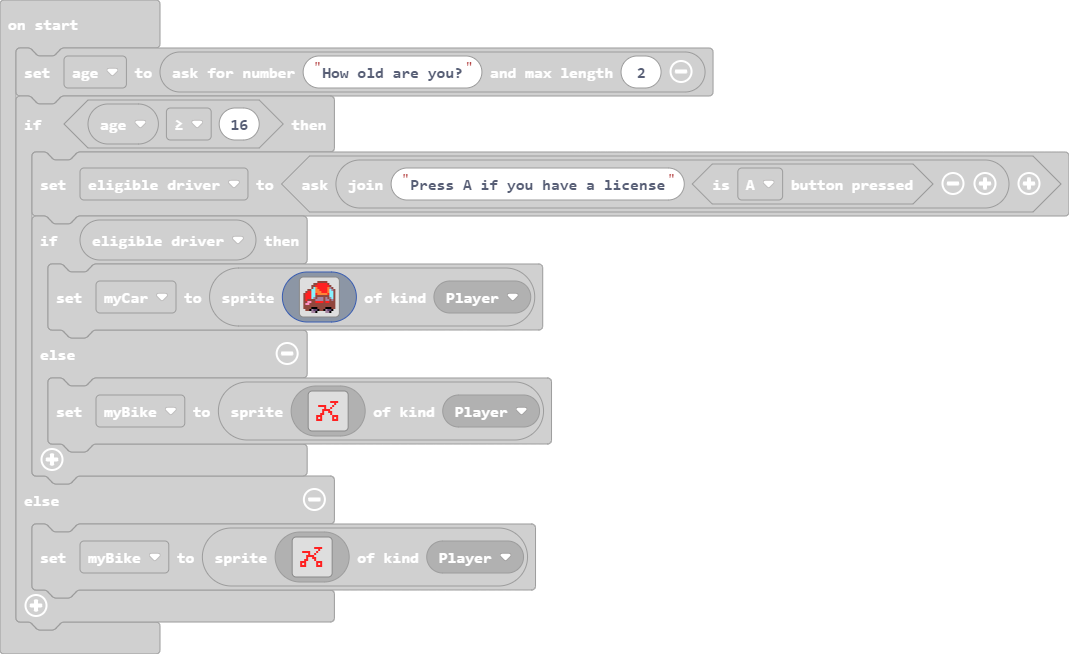 on start
set age to ask for number "How old are you?" and max length 2
if age ≥ 16 then
set eligible driver to ask join "Press A if you have a license" is A button pressed
if eligible driver then
set myCar to sprite of kind Player
else
set myBike to sprite of kind Player
else
set myBike to sprite of kind Player